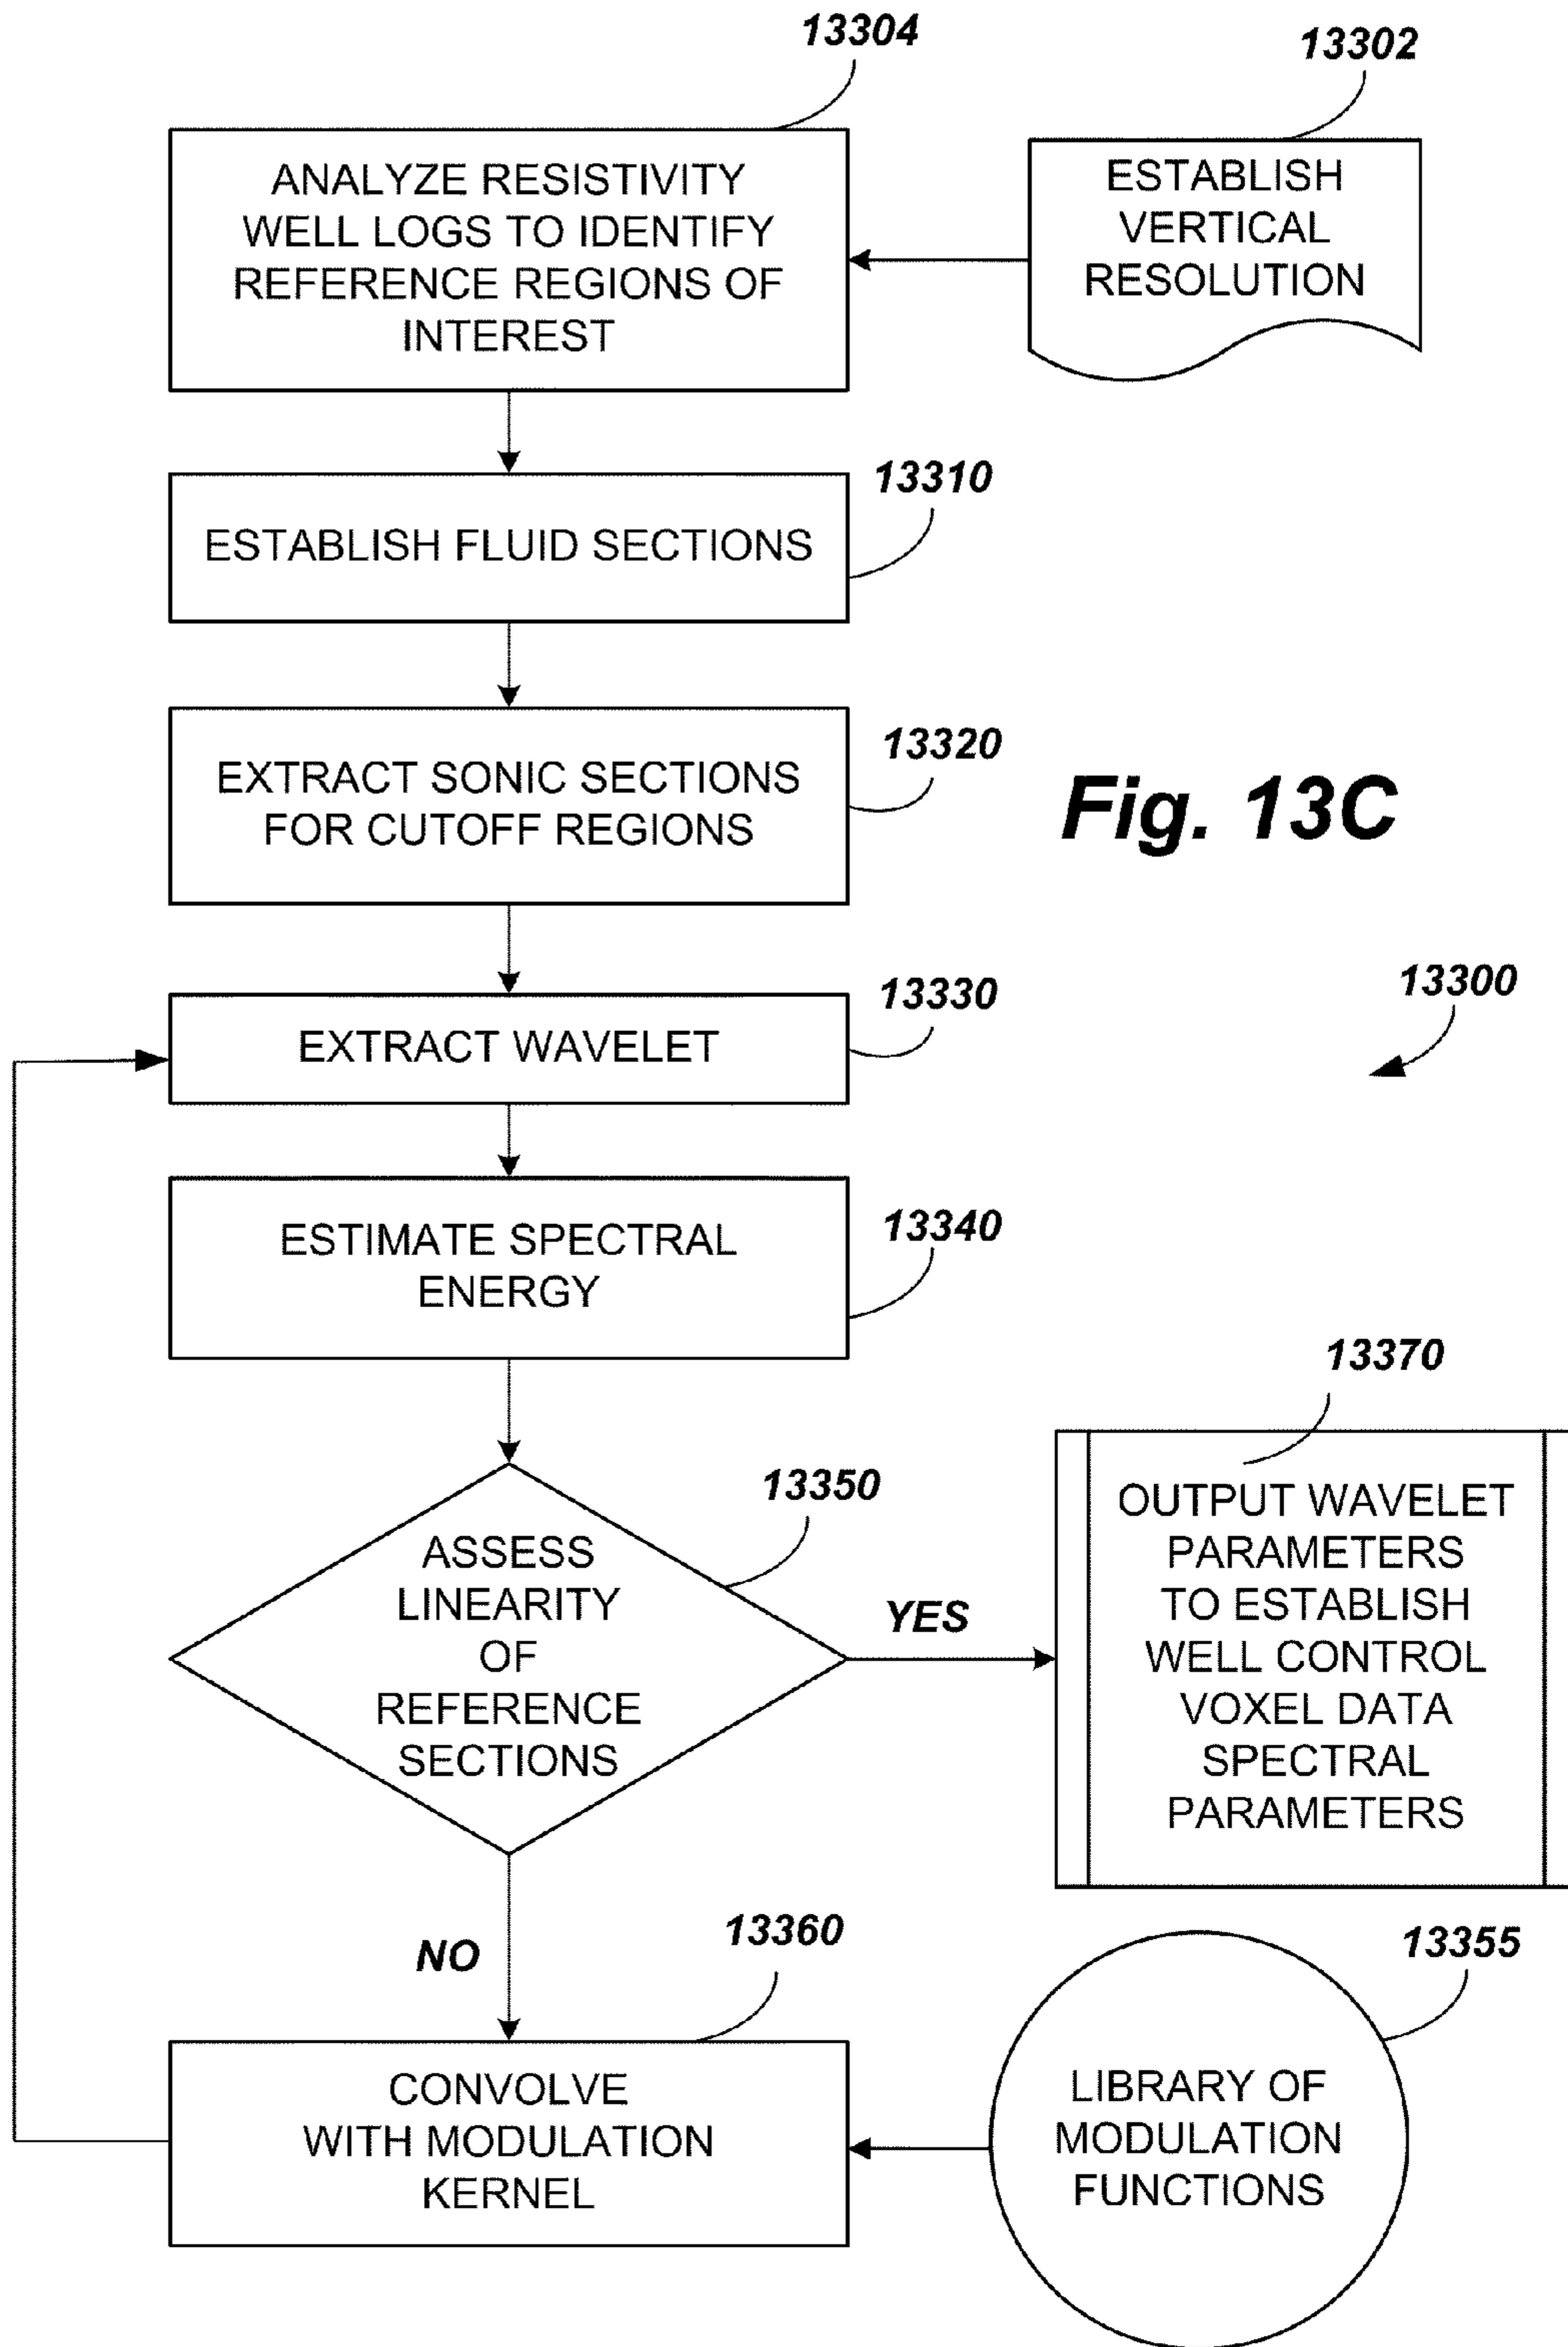 13304
13302
ANALYZE RESISTIVITY
WELL LOGS TO IDENTIFY
REFERENCE REGIONS OF
INTEREST
ESTABLISH
VERTICAL
RESOLUTION
13310
ESTABLISH FLUID SECTIONS
13320
EXTRACT SONIC SECTIONS
FOR CUTOFF REGIONS
Fig. 13C
13330
EXTRACT WAVELET
13300
13340
ESTIMATE SPECTRAL
ENERGY
13350
ASSESS
LINEARITY
OF
REFERENCE
SECTIONS
YES
13370
OUTPUT WAVELET
PARAMETERS
TO ESTABLISH
WELL CONTROL
VOXEL DATA
SPECTRAL
PARAMETERS
NO
13360
CONVOLVE
WITH MODULATION
KERNEL
13355
LIBRARY OF
MODULATION
FUNCTIONS